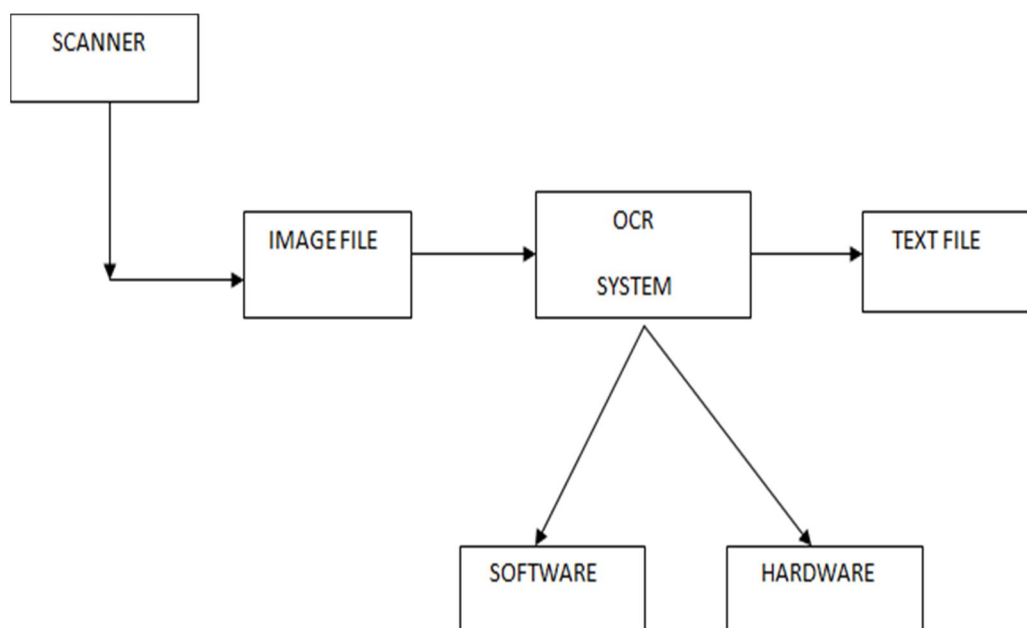 SCANNER
IMAGE FILE
OCR
SYSTEM
TEXT FILE
SOFTWARE
HARDWARE